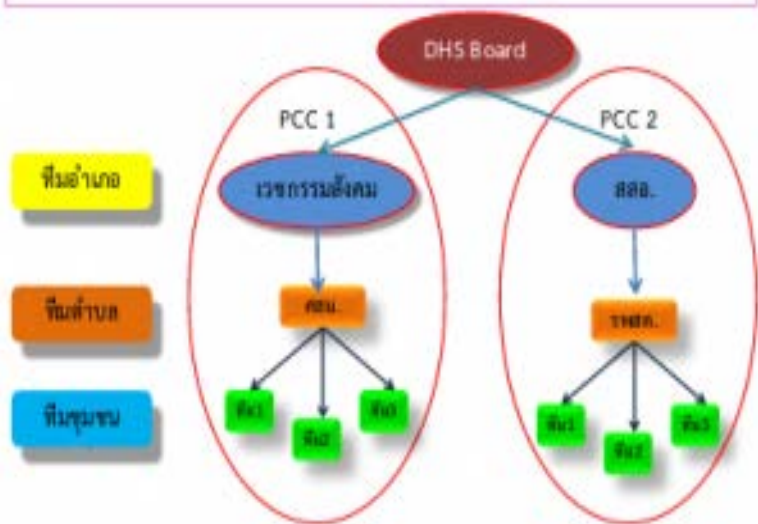 DHS Board
PCC 1
PCC 2
ทีมอำเภอ
เวชกรรมสังคม
สสอ.
ทีมตำบล
ศสม.
รพสต.
ทีมชุมชน
ทีม1
ทีม2
ทีม3
ทีม1
ทีม2
ทีม3